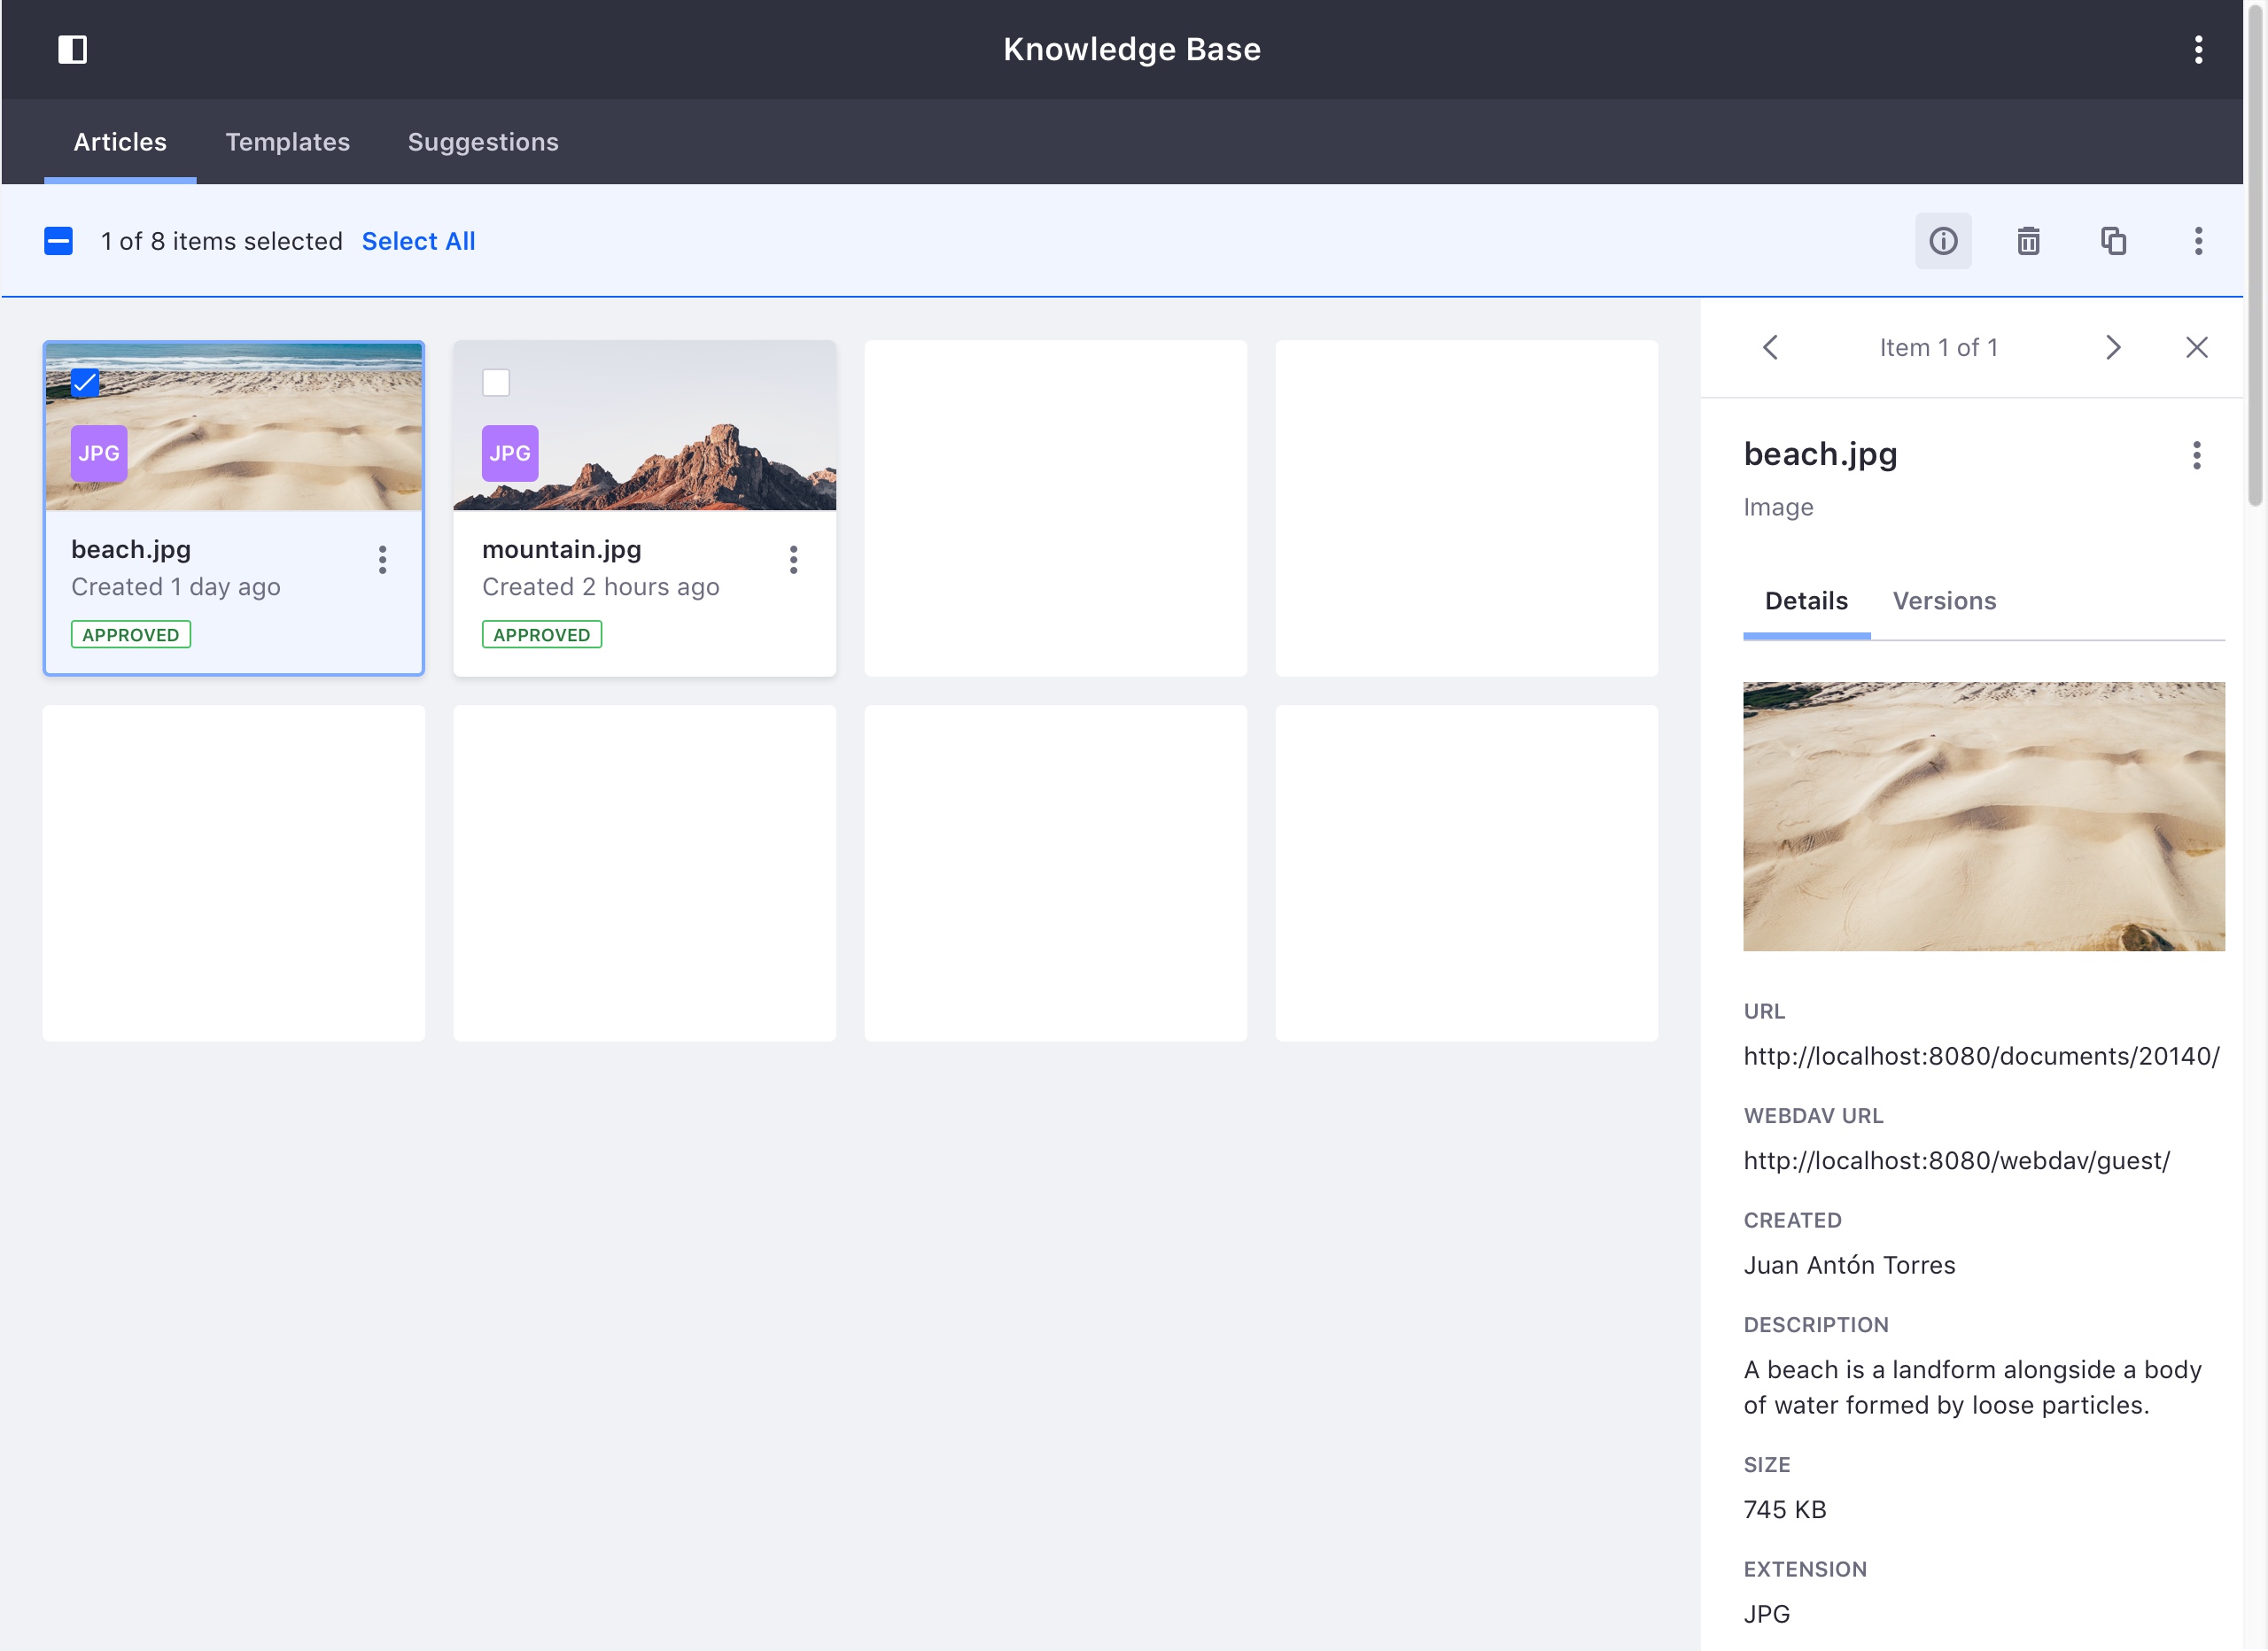 Knowledge Base
Articles Templates Suggestions
1 of 8 items selected Select All
JPG
beach.jpg
Created 1 day ago
APPROVED
JPG
mountain.jpg
Created 2 hours ago
APPROVED
Item 1 of 1
beach.jpg
Image
Details Versions
URL
http://localhost:8080/documents/20140/
WEBDAV URL
http://localhost:8080/webdav/guest/
CREATED
Juan Antón Torres
DESCRIPTION
A beach is a landform alongside a body
of water formed by loose particles.
SIZE
745 KB
EXTENSION
JPG